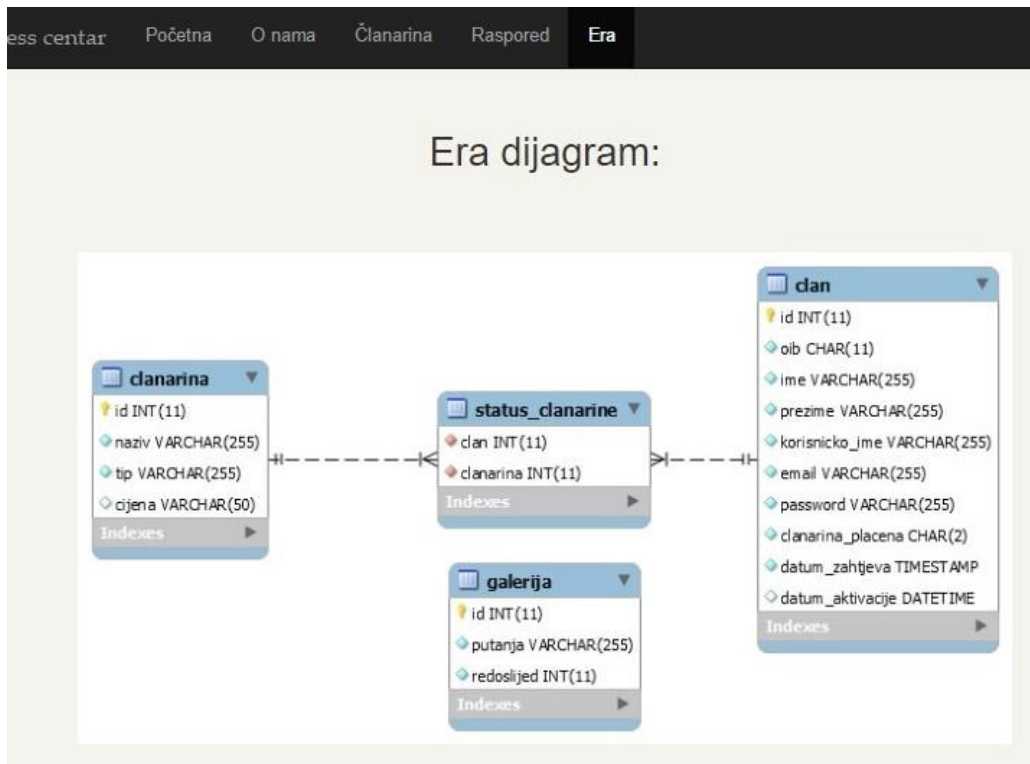 ess centar Početna O nama Članarina Raspored Era
Era dijagram:
clanarina
id INT(11)
naziv VARCHAR(255)
tip VARCHAR(255)
cijena VARCHAR(50)
Indexes
status_clanarine
clan INT(11)
clanarina INT(11)
Indexes
galerija
id INT(11)
putanja VARCHAR(255)
redoslijed INT(11)
Indexes
clan
id INT(11)
oib CHAR(11)
ime VARCHAR(255)
prezime VARCHAR(255)
korisnicko_ime VARCHAR(255)
email VARCHAR(255)
password VARCHAR(255)
clanarina_placena CHAR(2)
datum_zahtjeva TIMESTAMP
datum_aktivacije DATETIME
Indexes